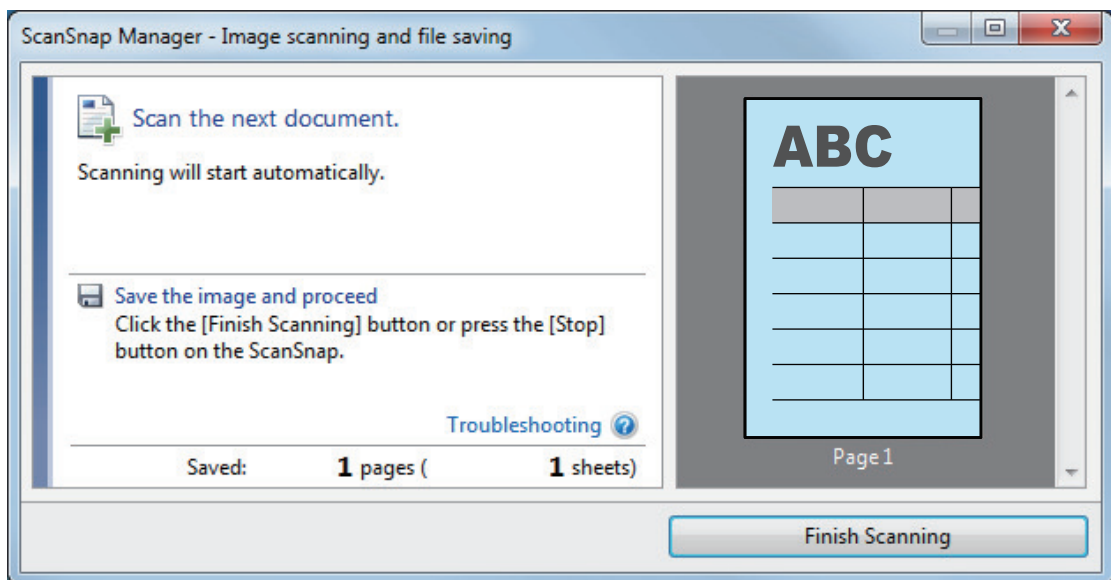 ScanSnap Manager - Image scanning and file saving
Scan the next document.
Scanning will start automatically.
Save the image and proceed
Click the [Finish Scanning] button or press the [Stop]
button on the ScanSnap.
Troubleshooting
Saved: 1 pages ( 1 sheets)
ABC
Page 1
Finish Scanning